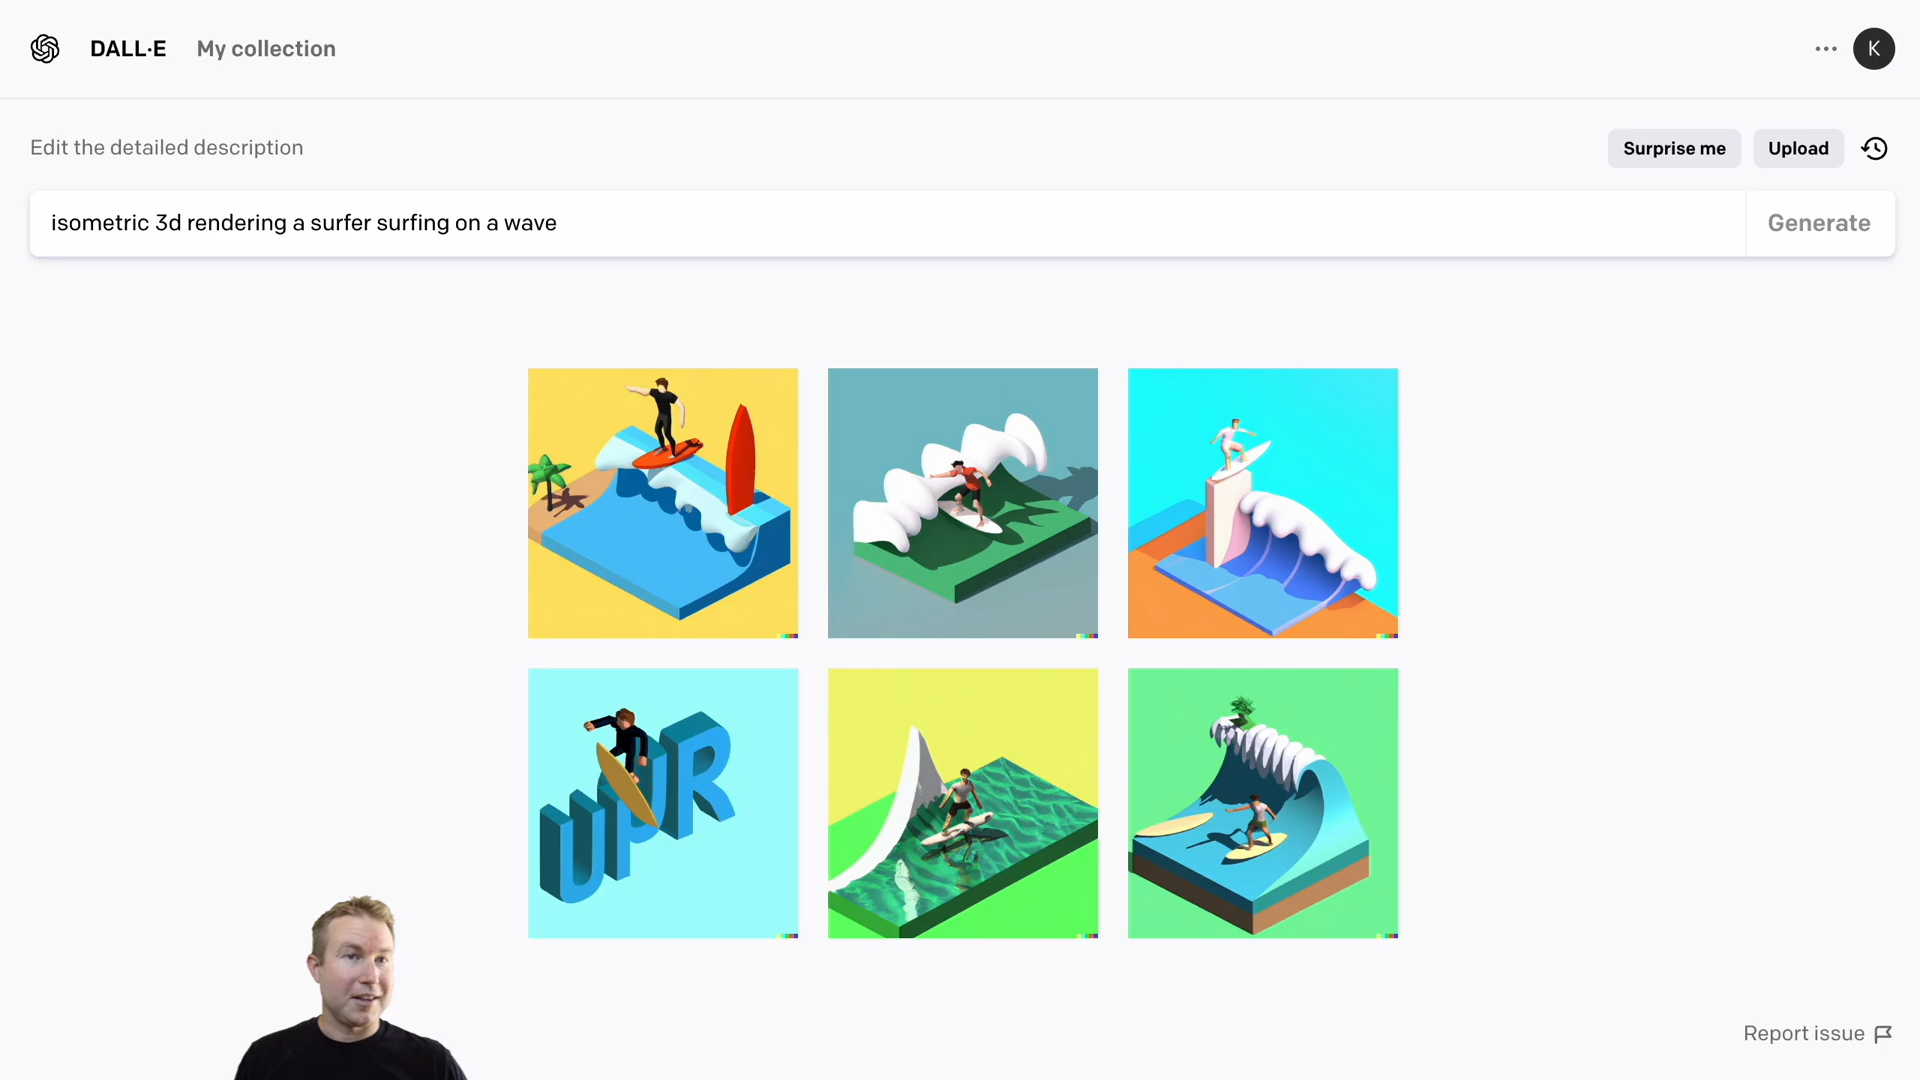 DALL·E My collection
K
Edit the detailed description
Surprise me
Upload
isometric 3d rendering a surfer surfing on a wave
Generate
UPUR
Report issue